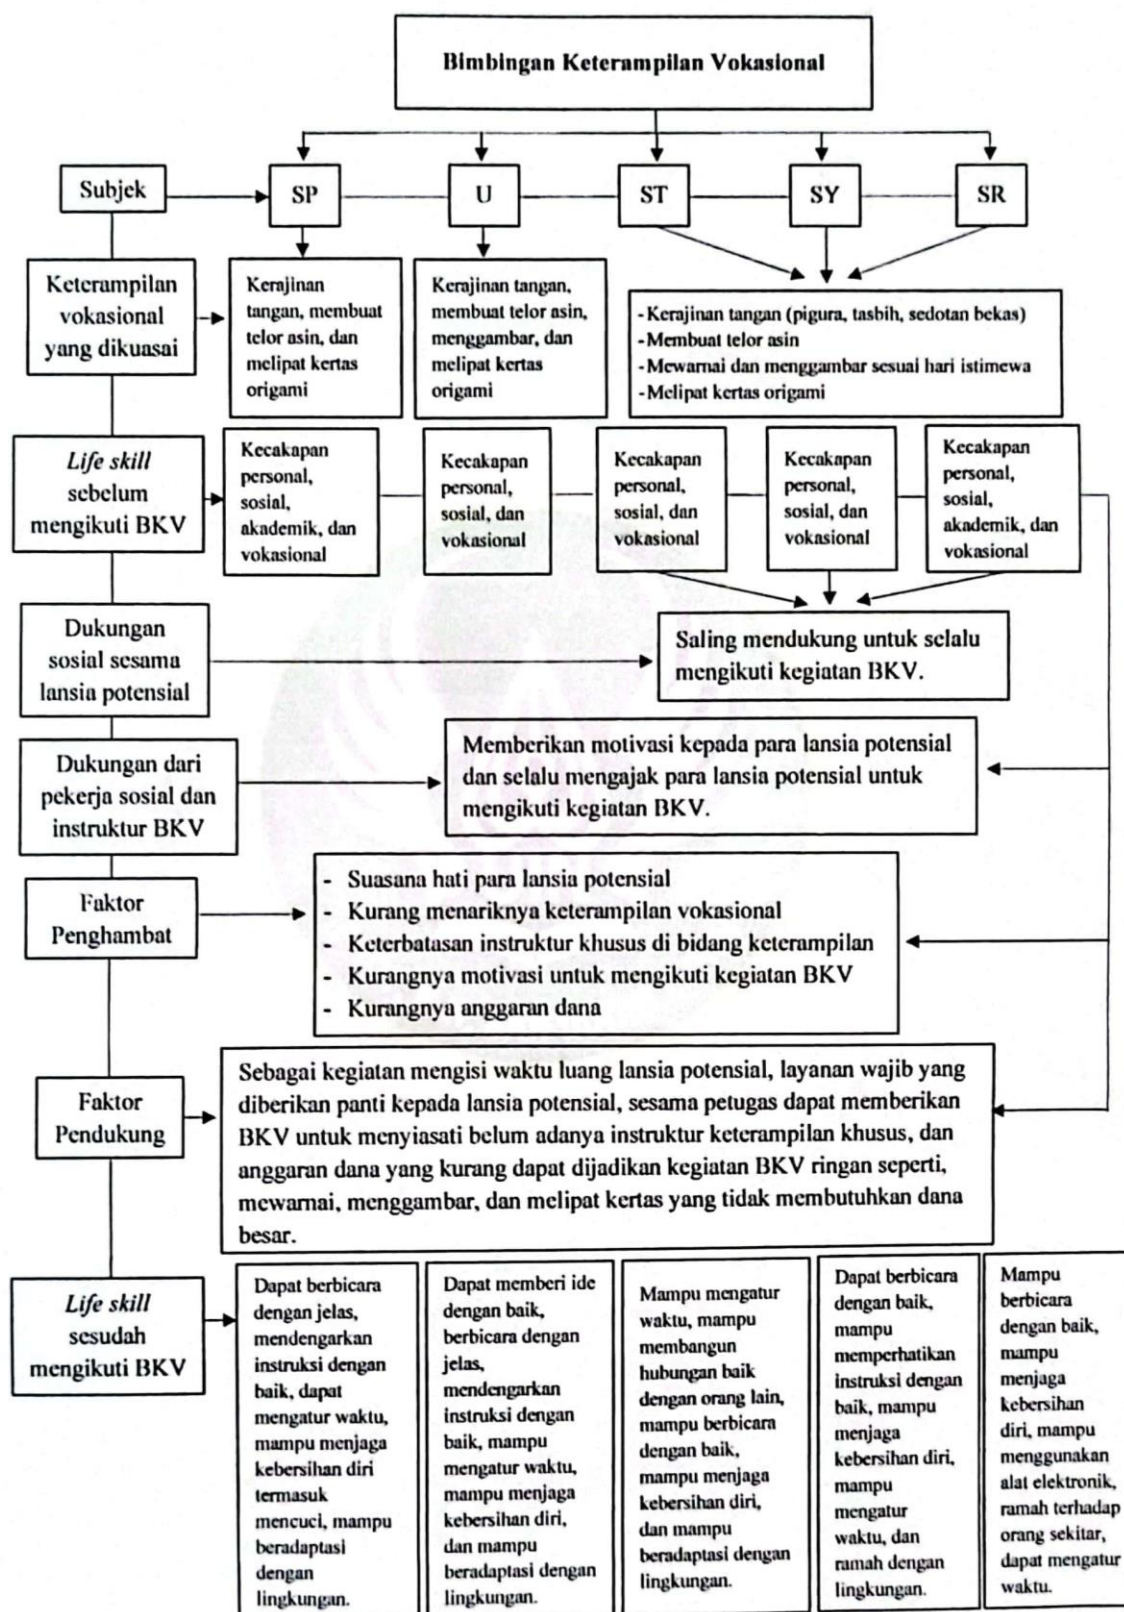 Bimbingan Keterampilan Vokasional
Subjek
SP
U
ST
SY
SR
Keterampilan
vokasional
yang dikuasai
Kerajinan
tangan, membuat
telor asin, dan
melipat kertas
origami
Kerajinan tangan,
membuat telor asin,
menggambar, dan
melipat kertas
origami
- Kerajinan tangan (pigura, tasbih, sedotan bekas)
- Membuat telor asin
- Mewarnai dan menggambar sesuai hari istimewa
- Melipat kertas origami
Life skill
sebelum
mengikuti BKV
Kecakapan
personal,
sosial,
akademik, dan
vokasional
Kecakapan
personal,
sosial, dan
vokasional
Kecakapan
personal,
sosial, dan
vokasional
Kecakapan
personal,
sosial, dan
vokasional
Kecakapan
personal,
sosial,
akademik, dan
vokasional
Dukungan
sosial sesama
lansia potensial
Saling mendukung untuk selalu
mengikuti kegiatan BKV.
Dukungan dari
pekerja sosial dan
instruktur BKV
Memberikan motivasi kepada para lansia potensial
dan selalu mengajak para lansia potensial untuk
mengikuti kegiatan BKV.
Faktor
Penghambat
- Suasana hati para lansia potensial
- Kurang menariknya keterampilan vokasional
- Keterbatasan instruktur khusus di bidang keterampilan
- Kurangnya motivasi untuk mengikuti kegiatan BKV
- Kurangnya anggaran dana
Faktor
Pendukung
Sebagai kegiatan mengisi waktu luang lansia potensial, layanan wajib yang
diberikan panti kepada lansia potensial, sesama petugas dapat memberikan
BKV untuk menyiasati belum adanya instruktur keterampilan khusus, dan
anggaran dana yang kurang dapat dijadikan kegiatan BKV ringan seperti,
mewarnai, menggambar, dan melipat kertas yang tidak membutuhkan dana
besar.
Life skill
sesudah
mengikuti BKV
Dapat berbicara
dengan jelas,
mendengarkan
instruksi dengan
baik, dapat
mengatur waktu,
mampu menjaga
kebersihan diri
termasuk
mencuci, mampu
beradaptasi
dengan
lingkungan.
Dapat memberi ide
dengan baik,
berbicara dengan
jelas,
mendengarkan
instruksi dengan
baik, mampu
mengatur waktu,
mampu menjaga
kebersihan diri,
dan mampu
beradaptasi dengan
lingkungan.
Mampu mengatur
waktu, mampu
membangun
hubungan baik
dengan orang lain,
mampu berbicara
dengan baik,
mampu menjaga
kebersihan diri,
dan mampu
beradaptasi dengan
lingkungan.
Dapat berbicara
dengan baik,
mampu
memperhatikan
instruksi dengan
baik, mampu
menjaga
kebersihan diri,
mampu
mengatur
waktu, dan
ramah dengan
lingkungan.
Mampu
berbicara
dengan baik,
mampu
menjaga
kebersihan
diri, mampu
menggunakan
alat elektronik,
ramah terhadap
orang sekitar,
dapat mengatur
waktu.